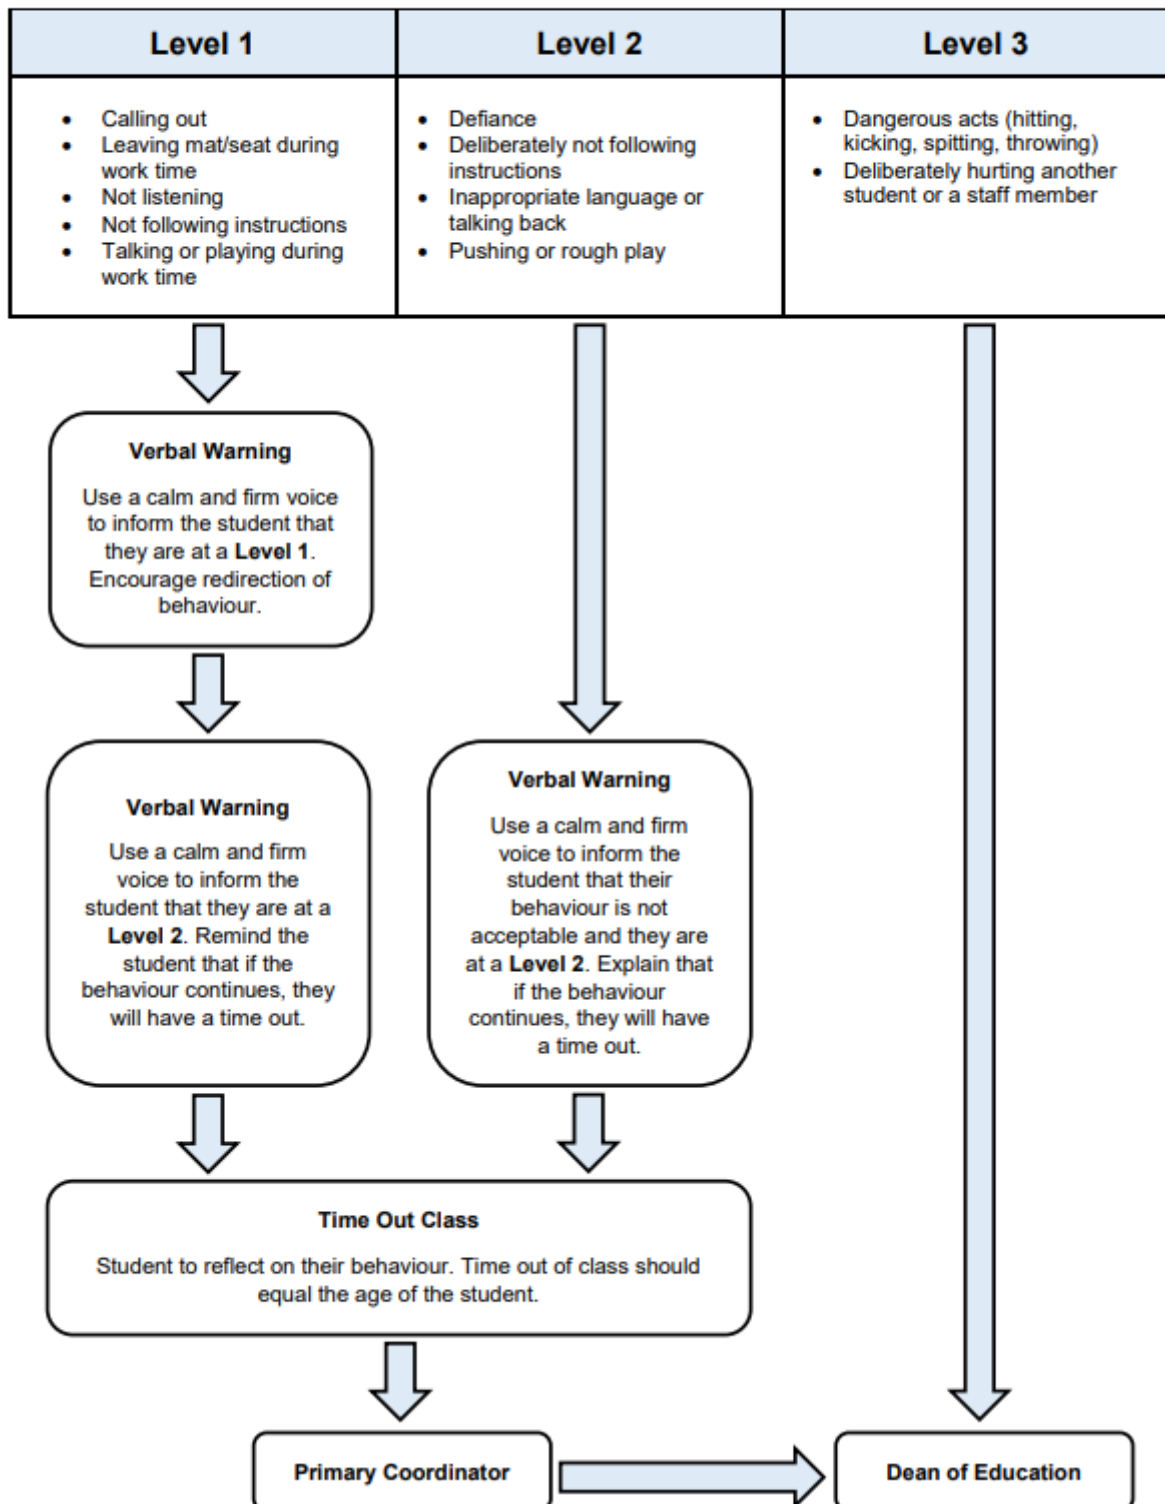 Level 1
Level 2
Level 3
• Calling out
• Leaving mat/seat during
work time
• Not listening
• Not following instructions
• Talking or playing during
work time
• Defiance
• Deliberately not following
instructions
• Inappropriate language or
talking back
• Pushing or rough play
• Dangerous acts (hitting,
kicking, spitting, throwing)
• Deliberately hurting another
student or a staff member
Verbal Warning
Use a calm and firm voice
to inform the student that
they are at a Level 1.
Encourage redirection of
behaviour.
Verbal Warning
Use a calm and firm
voice to inform the
student that they are at a
Level 2. Remind the
student that if the
behaviour continues, they
will have a time out.
Verbal Warning
Use a calm and firm
voice to inform the
student that their
behaviour is not
acceptable and they are
at a Level 2. Explain that
if the behaviour
continues, they will have
a time out.
Time Out Class
Student to reflect on their behaviour. Time out of class should
equal the age of the student.
Primary Coordinator
Dean of Education